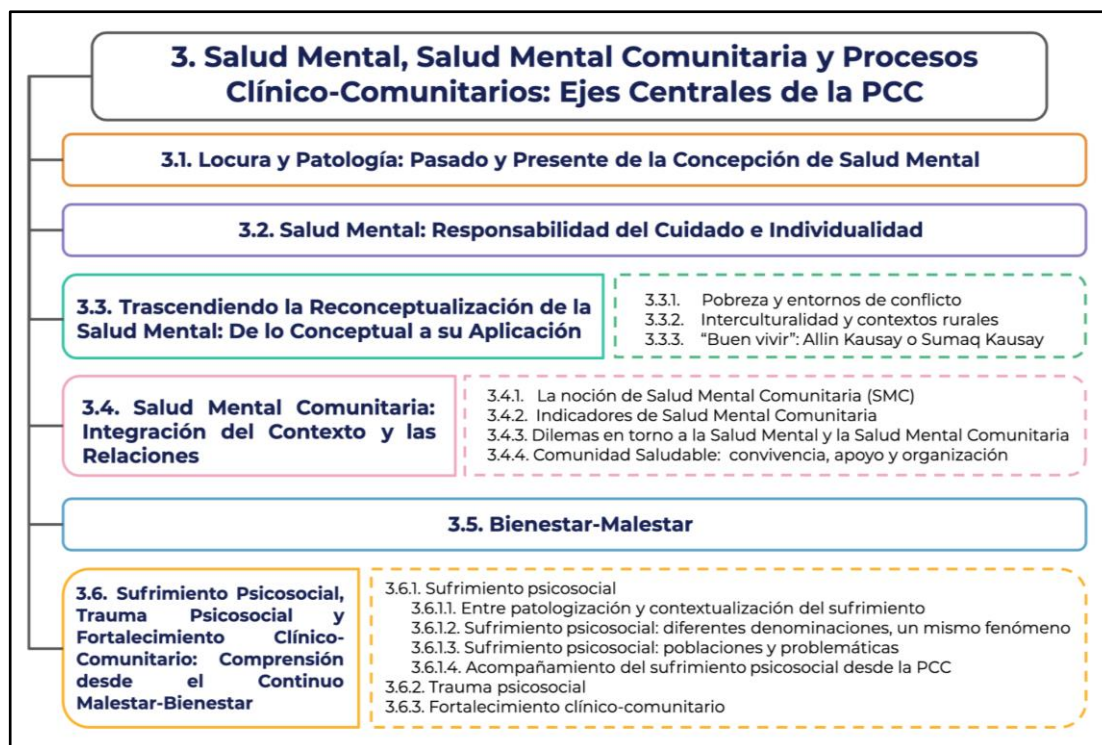 3. Salud Mental, Salud Mental Comunitaria y Procesos
Clínico-Comunitarios: Ejes Centrales de la PCC
3.1. Locura y Patología: Pasado y Presente de la Concepción de Salud Mental
3.2. Salud Mental: Responsabilidad del Cuidado e Individualidad
3.3. Trascendiendo la Reconceptualización de la
Salud Mental: De lo Conceptual a su Aplicación
3.3.1. Pobreza y entornos de conflicto
3.3.2. Interculturalidad y contextos rurales
3.3.3. “Buen vivir”: Allin Kausay o Sumaq Kausay
3.4. Salud Mental Comunitaria:
Integración del Contexto y las
Relaciones
3.4.1. La noción de Salud Mental Comunitaria (SMC)
3.4.2. Indicadores de Salud Mental Comunitaria
3.4.3. Dilemas en torno a la Salud Mental y la Salud Mental Comunitaria
3.4.4. Comunidad Saludable: convivencia, apoyo y organización
3.5. Bienestar-Malestar
3.6. Sufrimiento Psicosocial,
Trauma Psicosocial y
Fortalecimiento Clínico-
Comunitario: Comprensión
desde el Continuo
Malestar-Bienestar
3.6.1. Sufrimiento psicosocial
3.6.1.1. Entre patologización y contextualización del sufrimiento
3.6.1.2. Sufrimiento psicosocial: diferentes denominaciones, un mismo fenómeno
3.6.1.3. Sufrimiento psicosocial: poblaciones y problemáticas
3.6.1.4. Acompañamiento del sufrimiento psicosocial desde la PCC
3.6.2. Trauma psicosocial
3.6.3. Fortalecimiento clínico-comunitario